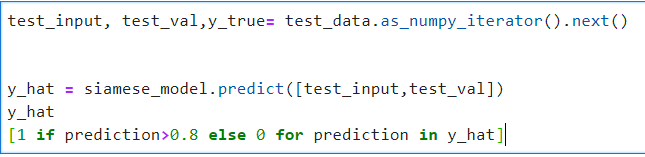 test_input, test_val,y_true= test_data.as_numpy_iterator().next()
y_hat = siamese_model.predict([test_input,test_val])
y_hat
[1 if prediction>0.8 else 0 for prediction in y_hat]